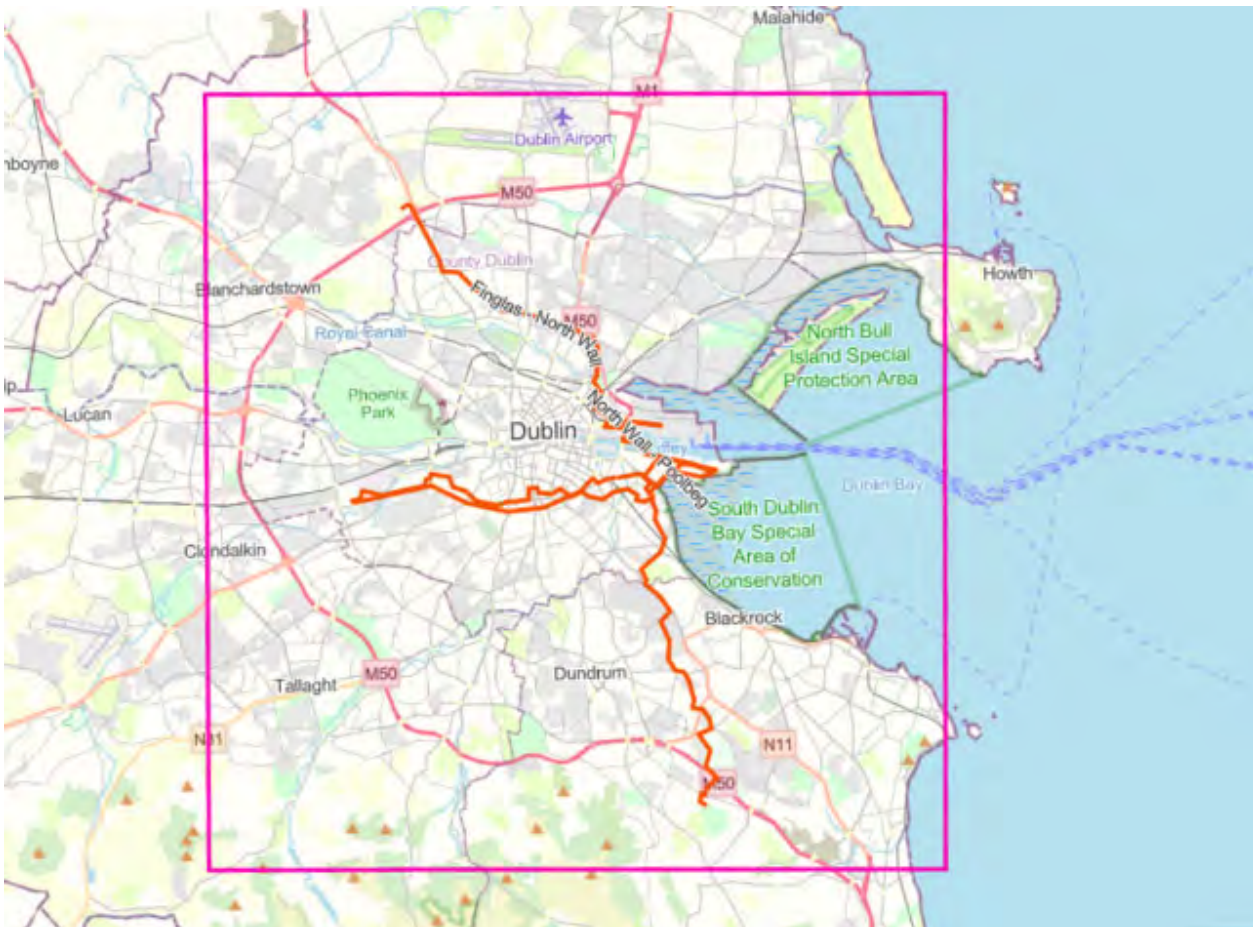 Malahide
M1
Dublin Airport
nboyne
M50
County Dublin
Howth
Blanchardstown
Finglas - North Wall
M50
Royal Canal
North Bull
Island Special
Protection Area
Phoenix
Park
Lucan
North Wall - Poolbeg
Dublin
Dublin Bay
South Dublin
Bay Special
Area of
Conservation
Clondalkin
Blackrock
Dundrum
M50
Tallaght
N81
N11
M50